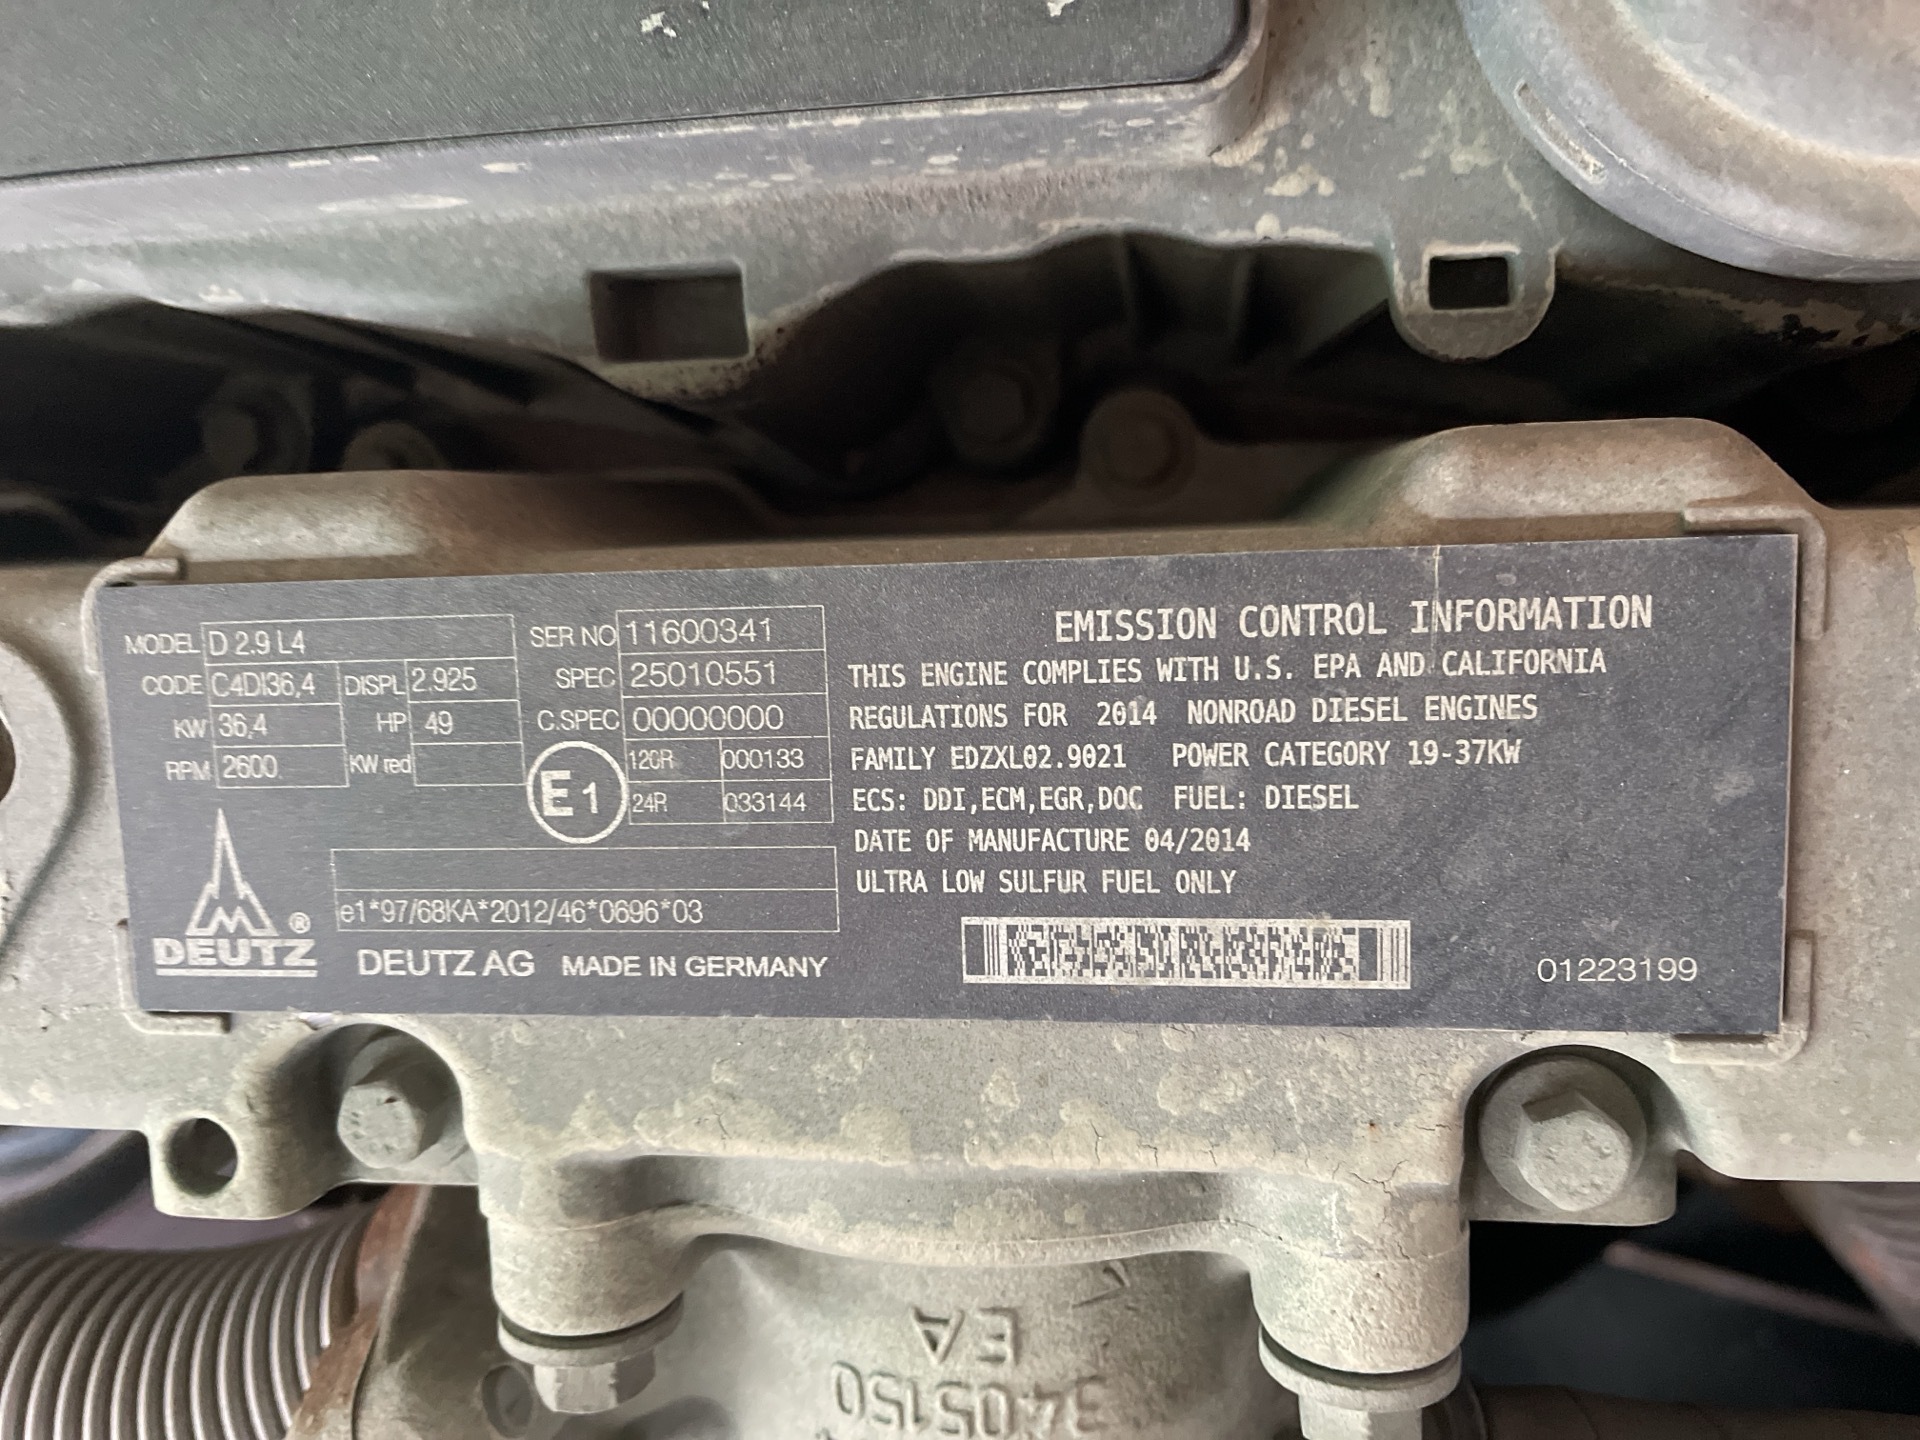 MODEL D 2.9 L4
CODE C4DI36,4 DISPL 2.925
KW 36,4 HP 49
RPM 2600 KW red
SER NO 11600341
SPEC 25010551
C.SPEC 00000000
E1 120R 000133
24R 033144
e1*97/68KA*2012/46*0696*03
DEUTZ ®
DEUTZ AG MADE IN GERMANY
EMISSION CONTROL INFORMATION
THIS ENGINE COMPLIES WITH U.S. EPA AND CALIFORNIA
REGULATIONS FOR 2014 NONROAD DIESEL ENGINES
FAMILY EDZXL02.9021 POWER CATEGORY 19-37KW
ECS: DDI,ECM,EGR,DOC FUEL: DIESEL
DATE OF MANUFACTURE 04/2014
ULTRA LOW SULFUR FUEL ONLY
01223199
EA
3405150